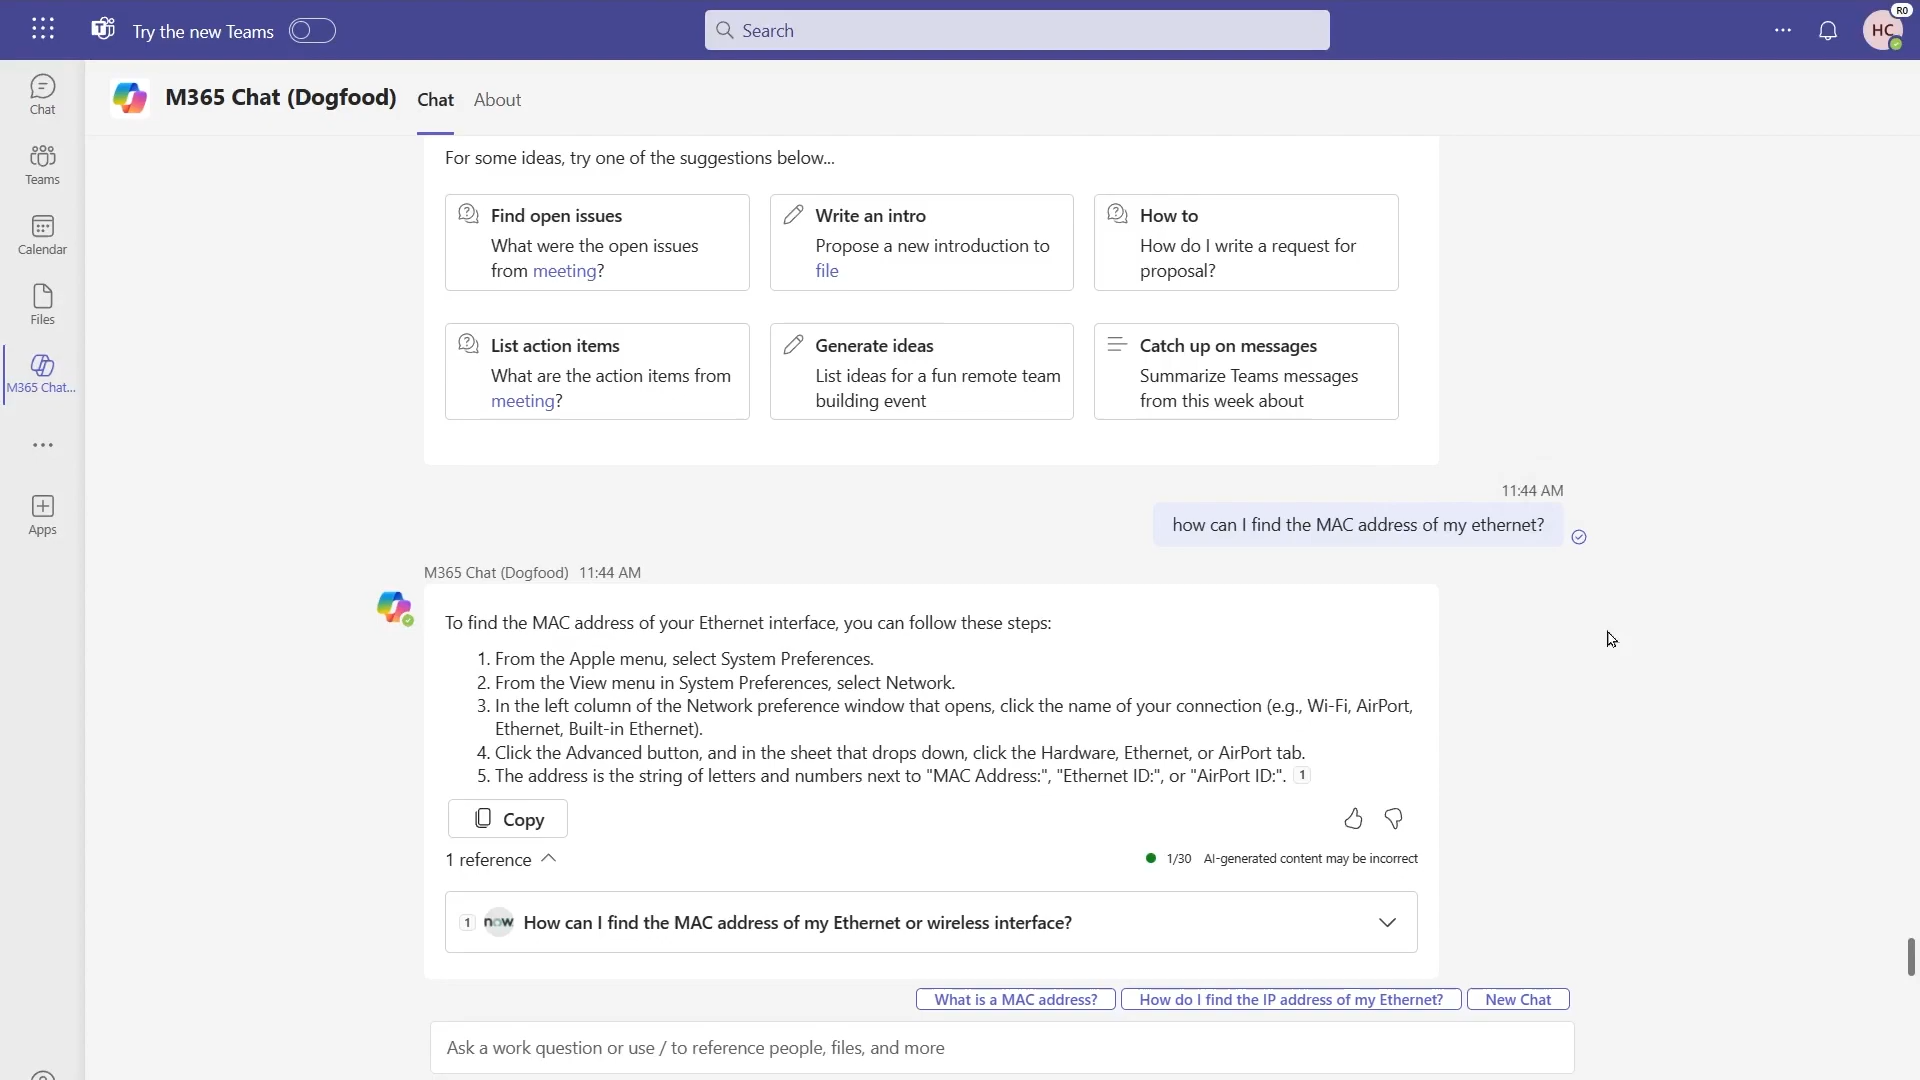 Try the new Teams
Search
RO
HC
Chat
Teams
Calendar
Files
M365 Chat...
Apps
M365 Chat (Dogfood)
Chat
About
For some ideas, try one of the suggestions below...
Find open issues
What were the open issues
from meeting?
Write an intro
Propose a new introduction to
file
How to
How do I write a request for
proposal?
List action items
What are the action items from
meeting?
Generate ideas
List ideas for a fun remote team
building event
Catch up on messages
Summarize Teams messages
from this week about
11:44 AM
how can I find the MAC address of my ethernet?
M365 Chat (Dogfood) 11:44 AM
To find the MAC address of your Ethernet interface, you can follow these steps:
1. From the Apple menu, select System Preferences.
2. From the View menu in System Preferences, select Network.
3. In the left column of the Network preference window that opens, click the name of your connection (e.g., Wi-Fi, AirPort,
Ethernet, Built-in Ethernet).
4. Click the Advanced button, and in the sheet that drops down, click the Hardware, Ethernet, or AirPort tab.
5. The address is the string of letters and numbers next to "MAC Address:", "Ethernet ID:", or "AirPort ID:". 1
Copy
1 reference
1/30 AI-generated content may be incorrect
1 now How can I find the MAC address of my Ethernet or wireless interface?
What is a MAC address?
How do I find the IP address of my Ethernet?
New Chat
Ask a work question or use / to reference people, files, and more